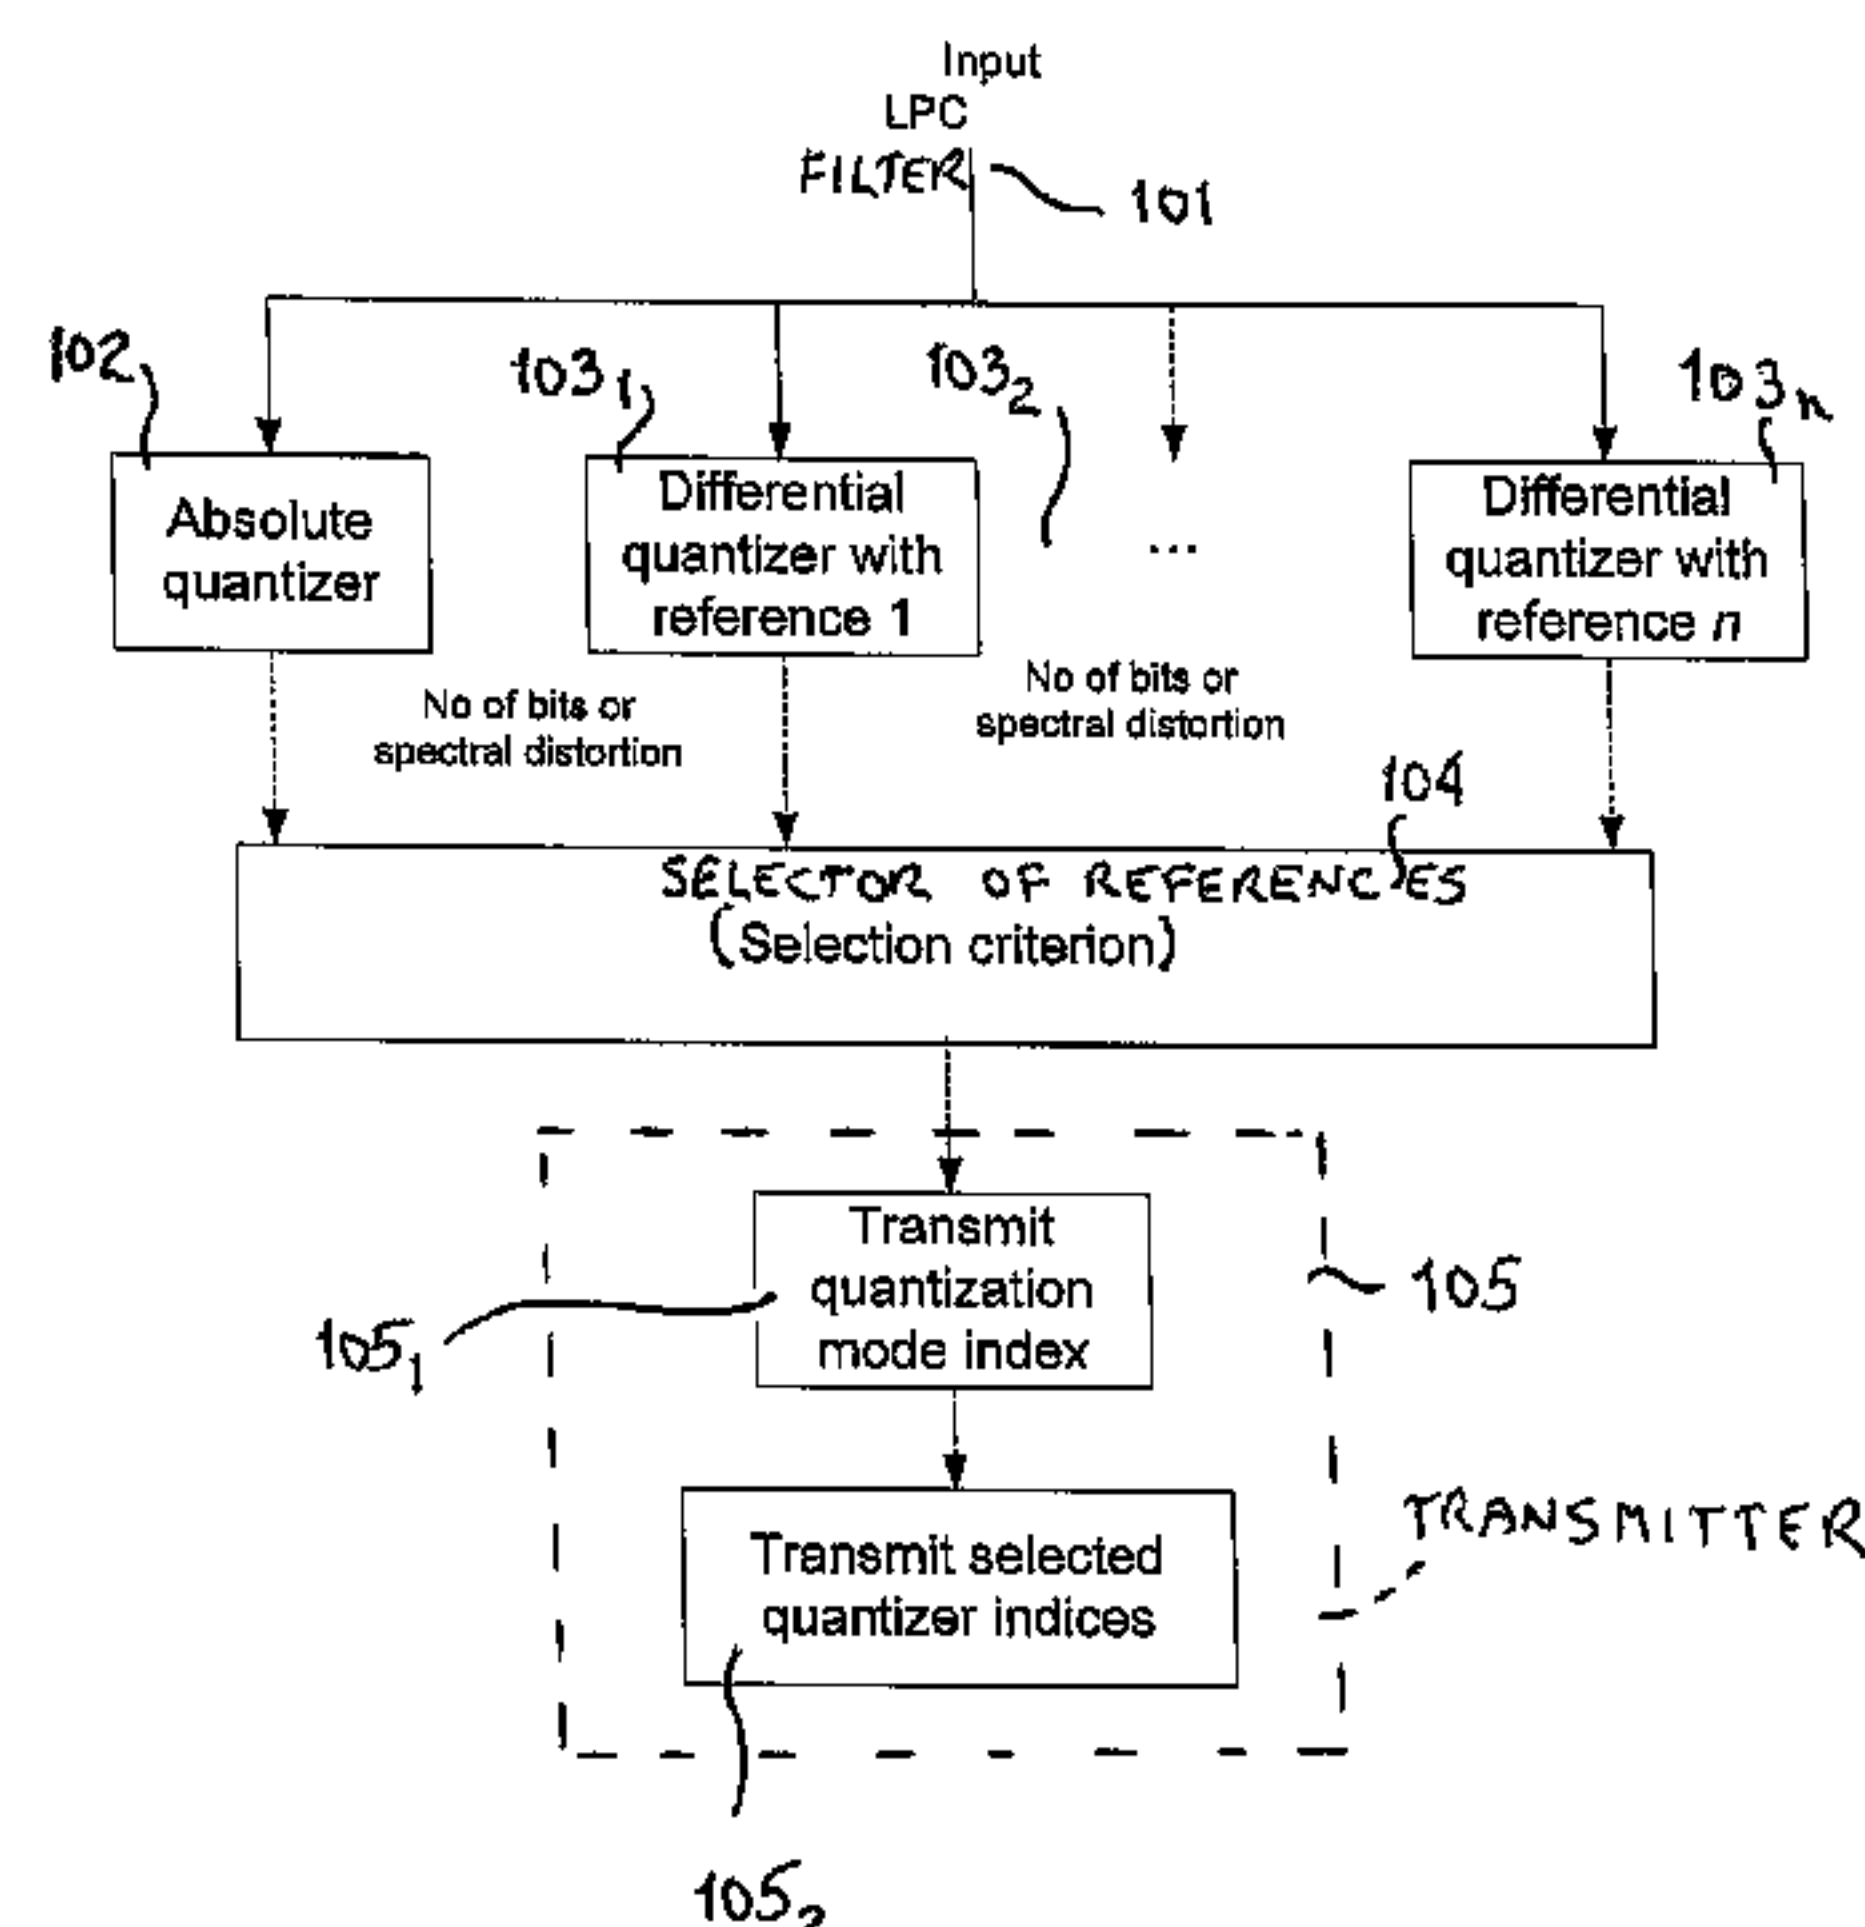 Input
LPC
FILTER
101
102
103₁
103₂
103ₙ
Absolute
quantizer
Differential
quantizer with
reference 1
...
Differential
quantizer with
reference n
No of bits or
spectral distortion
No of bits or
spectral distortion
104
SELECTOR OF REFERENCES
(Selection criterion)
Transmit
quantization
mode index
105
105₁
Transmit selected
quantizer indices
TRANSMITTER
105₂